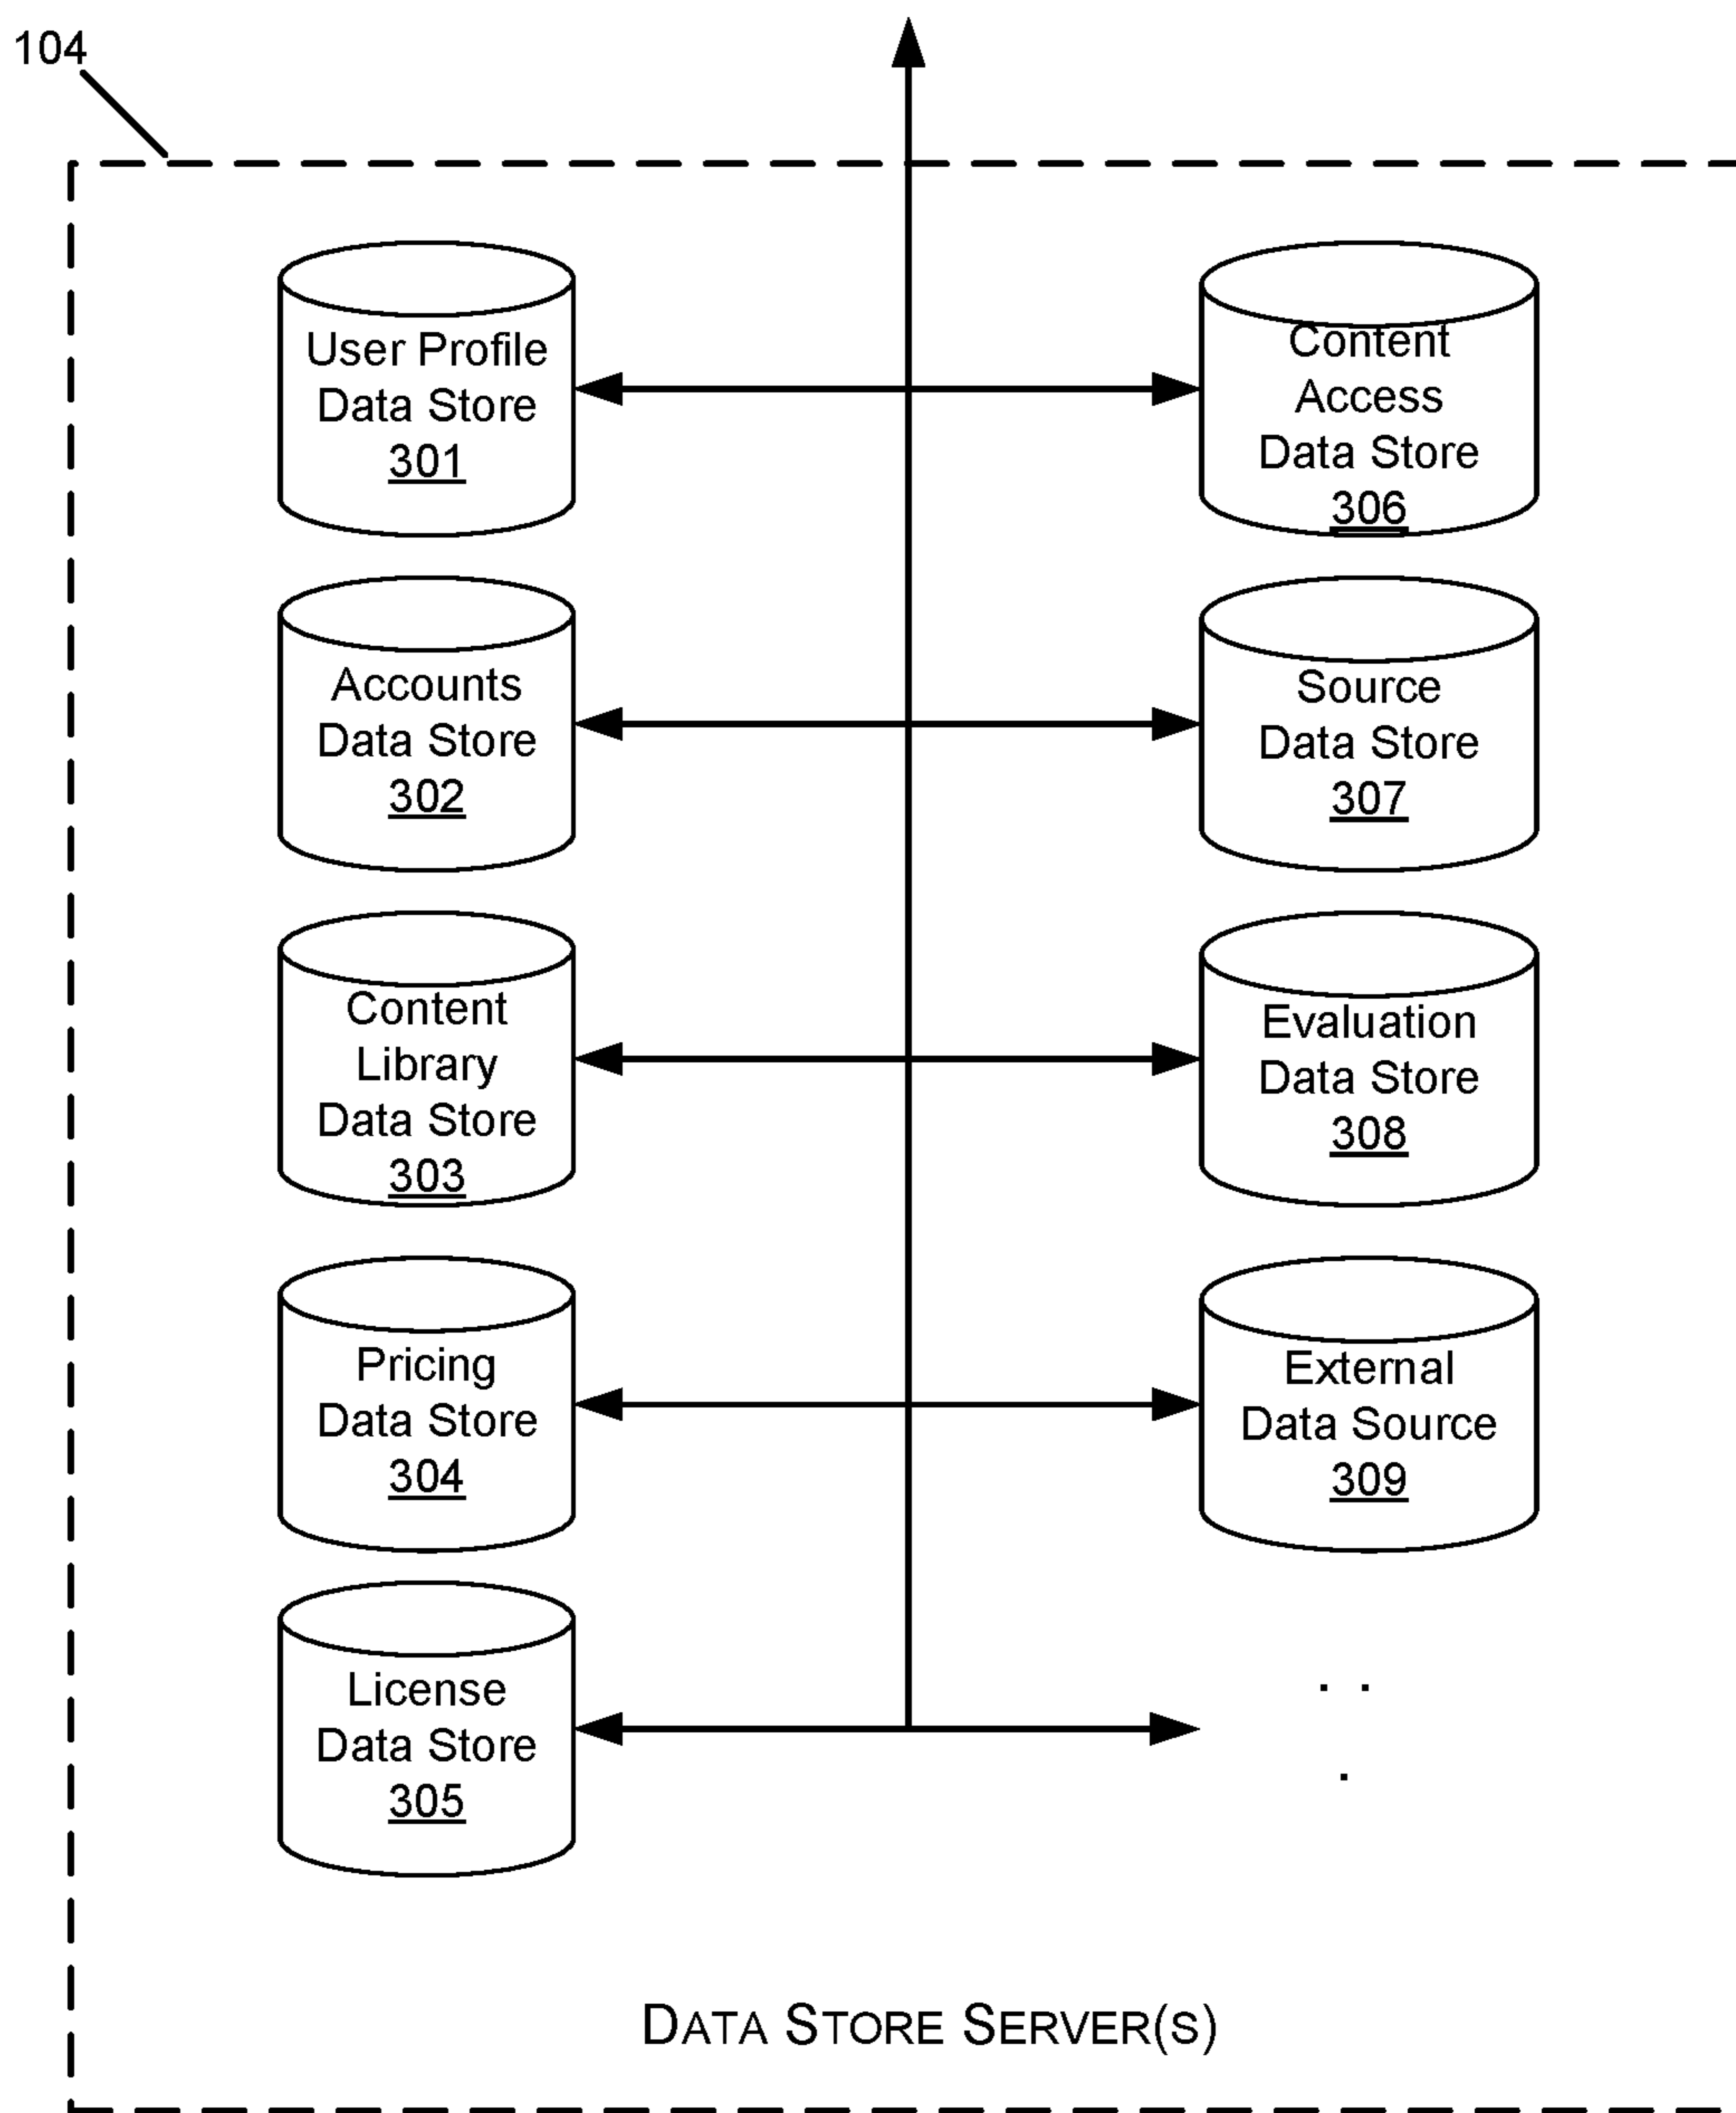 104
User Profile
Data Store
301
Content
Access
Data Store
306
Accounts
Data Store
302
Source
Data Store
307
Content
Library
Data Store
303
Evaluation
Data Store
308
Pricing
Data Store
304
External
Data Source
309
License
Data Store
305
. .
.
DATA STORE SERVER(S)